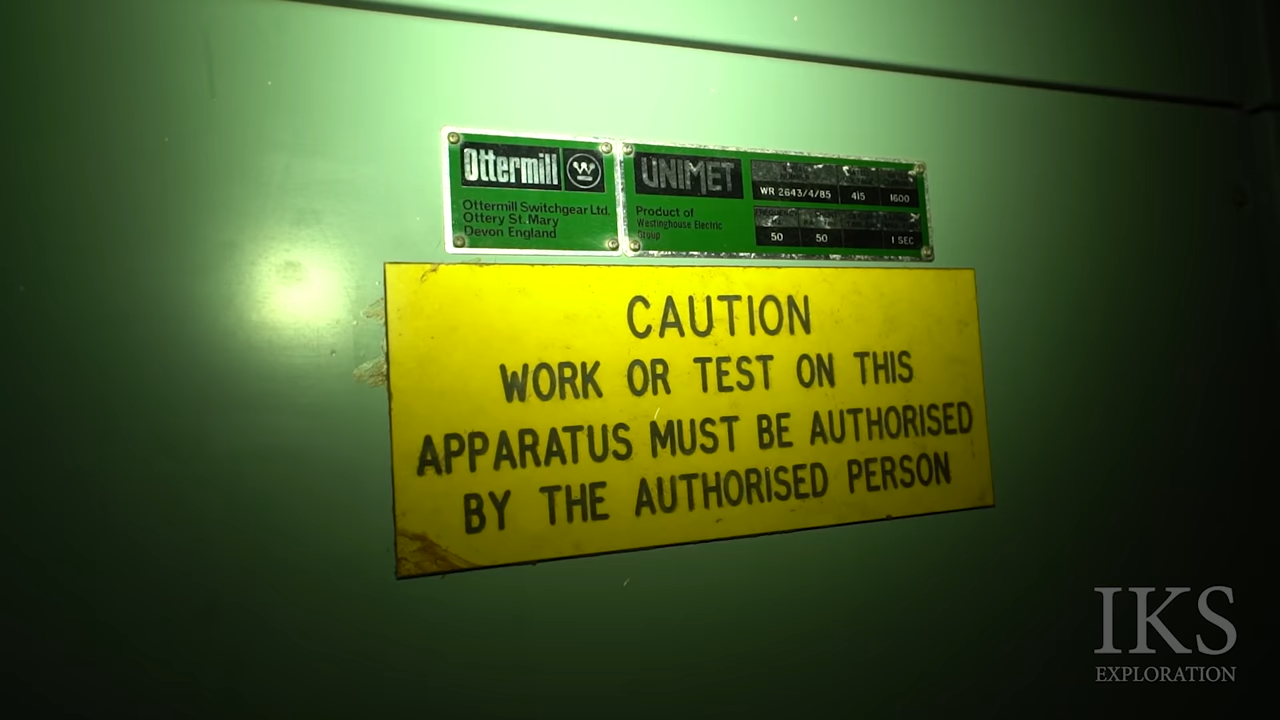 Ottermill
Ottermill Switchgear Ltd.
Ottery St. Mary
Devon England
UNIMET
Product of
Westinghouse Electric
Group
WR 2643/4/85 415 1600
50 50 1 SEC
CAUTION
WORK OR TEST ON THIS
APPARATUS MUST BE AUTHORISED
BY THE AUTHORISED PERSON
IKS
EXPLORATION